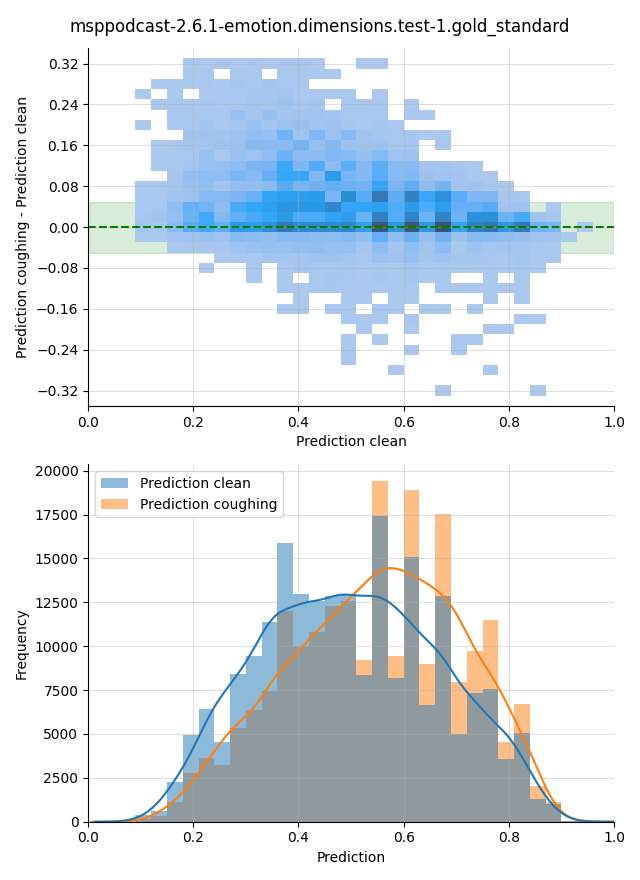 msppodcast-2.6.1-emotion.dimensions.test-1.gold_standard
Prediction coughing - Prediction clean
0.32
0.24
0.16
0.08
0.00
−0.08
−0.16
−0.24
−0.32
0.0 0.2 0.4 0.6 0.8 1.0
Prediction clean
Frequency
20000
17500
15000
12500
10000
7500
5000
2500
0
Prediction clean
Prediction coughing
0.0 0.2 0.4 0.6 0.8 1.0
Prediction